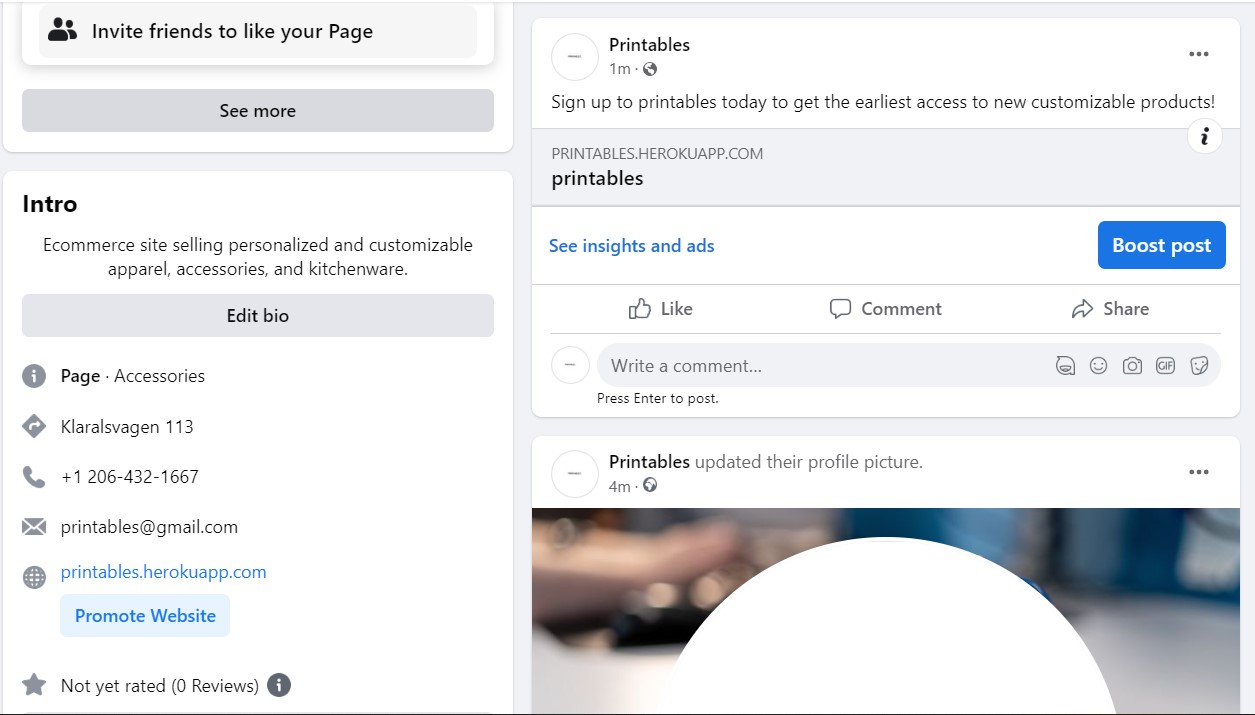 Invite friends to like your Page
See more
Intro
Ecommerce site selling personalized and customizable
apparel, accessories, and kitchenware.
Edit bio
Page · Accessories
Klaralsvagen 113
+1 206-432-1667
printables@gmail.com
printables.herokuapp.com
Promote Website
Not yet rated (0 Reviews)
Printables
1m ·
Sign up to printables today to get the earliest access to new customizable products!
PRINTABLES.HEROKUAPP.COM
printables
See insights and ads
Boost post
Like
Comment
Share
Write a comment...
GIF
Press Enter to post.
Printables updated their profile picture.
4m ·